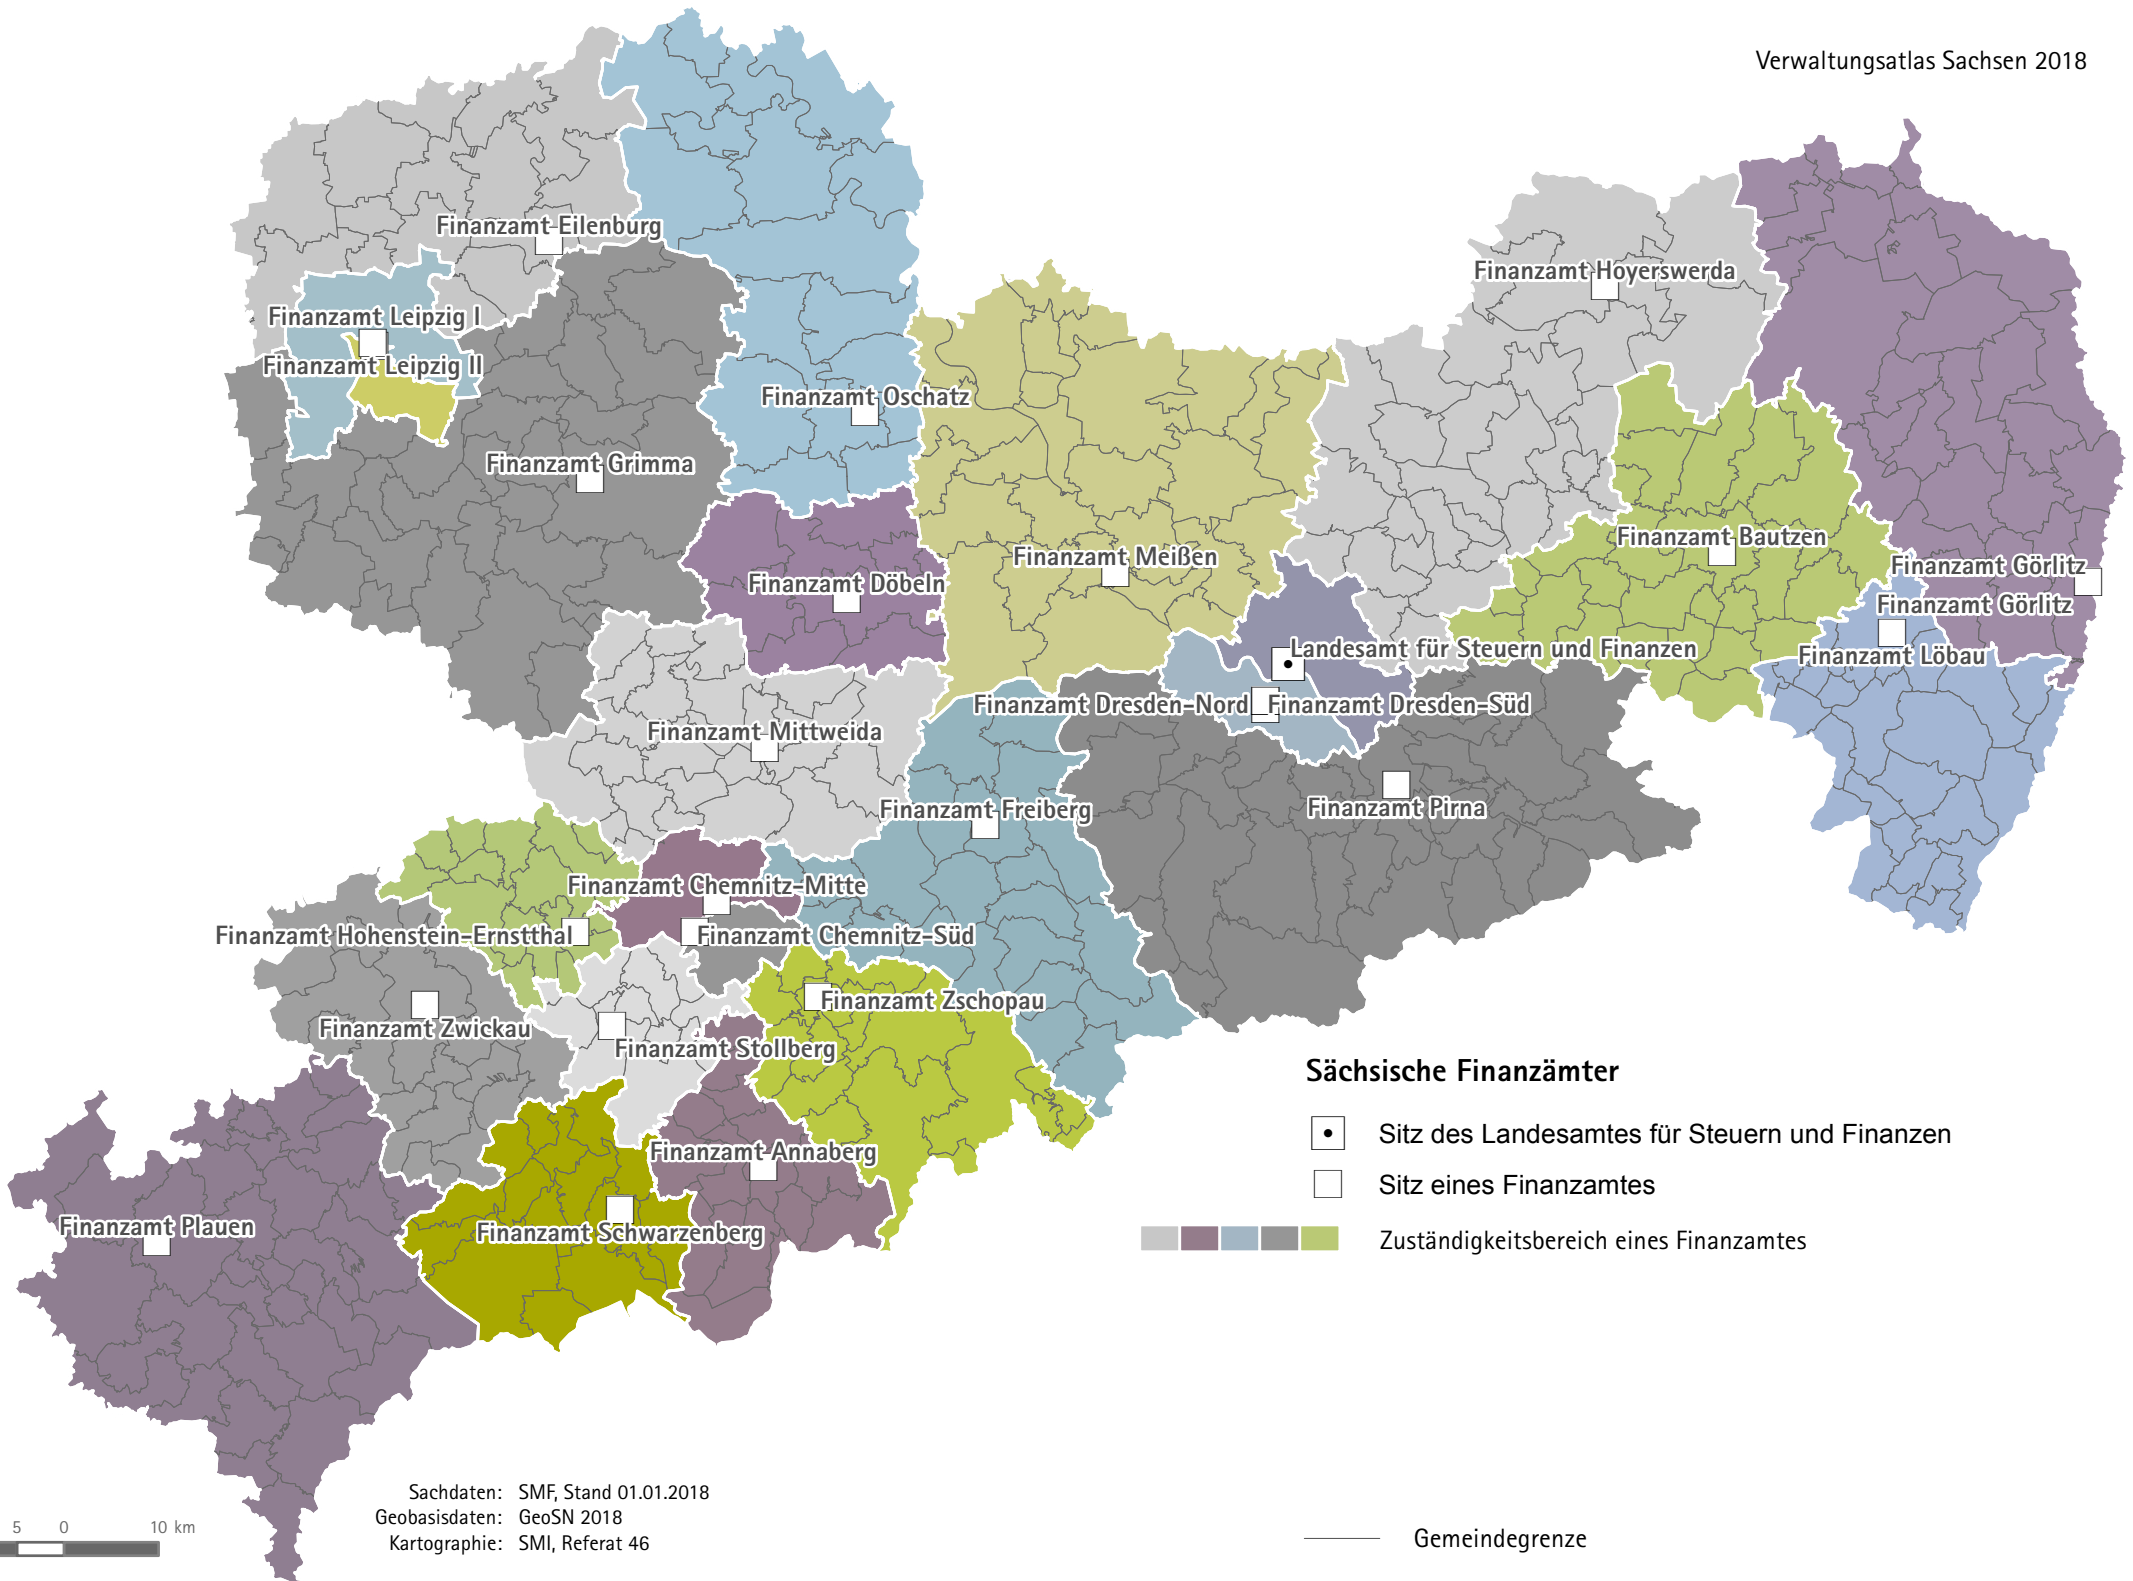 Verwaltungsatlas Sachsen 2018
Finanzamt Eilenburg
Finanzamt Hoyerswerda
Finanzamt Leipzig I
Finanzamt Leipzig II
Finanzamt Oschatz
Finanzamt Grimma
Finanzamt Bautzen
Finanzamt Meißen
Finanzamt Görlitz
Finanzamt Döbeln
Finanzamt Görlitz
Landesamt für Steuern und Finanzen
Finanzamt Löbau
Finanzamt Dresden-Nord
Finanzamt Dresden-Süd
Finanzamt Mittweida
Finanzamt Freiberg
Finanzamt Pirna
Finanzamt Chemnitz-Mitte
Finanzamt Hohenstein-Ernstthal
Finanzamt Chemnitz-Süd
Finanzamt Zschopau
Finanzamt Zwickau
Finanzamt Stollberg
Finanzamt Annaberg
Finanzamt Plauen
Finanzamt Schwarzenberg
Sächsische Finanzämter
Sitz des Landesamtes für Steuern und Finanzen
Sitz eines Finanzamtes
Zuständigkeitsbereich eines Finanzamtes
Sachdaten: SMF, Stand 01.01.2018
Geobasisdaten: GeoSN 2018
Kartographie: SMI, Referat 46
5 0 10 km
Gemeindegrenze